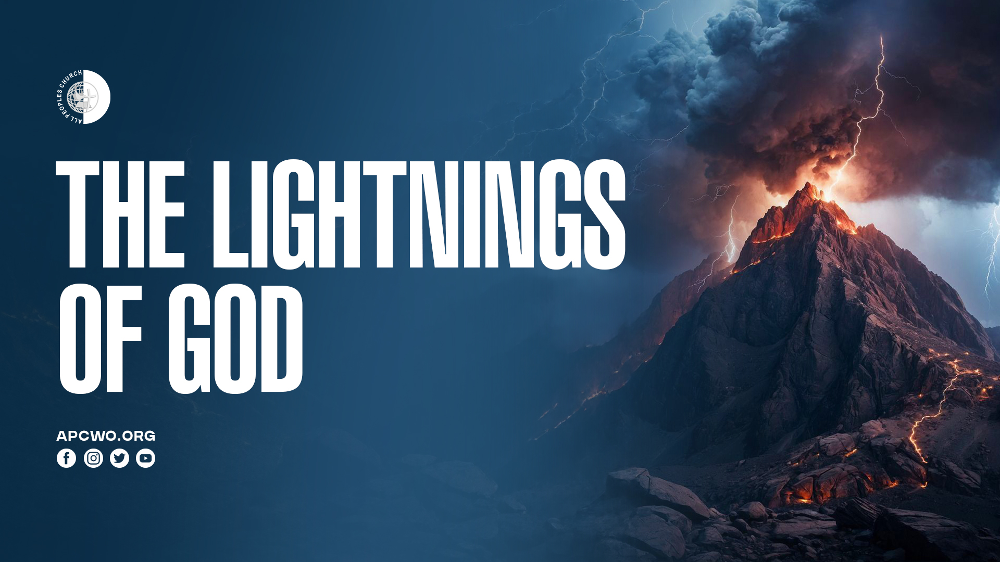 ALL PEOPLES CHURCH
THE LIGHTNINGS
OF GOD
APCWO.ORG